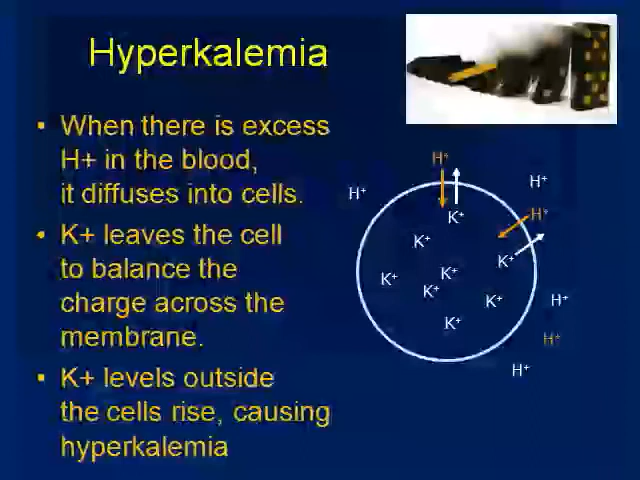 Hyperkalemia
• When there is excess
H+ in the blood,
it diffuses into cells.
• K+ leaves the cell
to balance the
charge across the
membrane.
• K+ levels outside
the cells rise, causing
hyperkalemia
H⁺
H⁺
H⁺
K⁺
H⁺
K⁺
K⁺
K⁺
K⁺
K⁺
K⁺
H⁺
K⁺
H⁺
H⁺